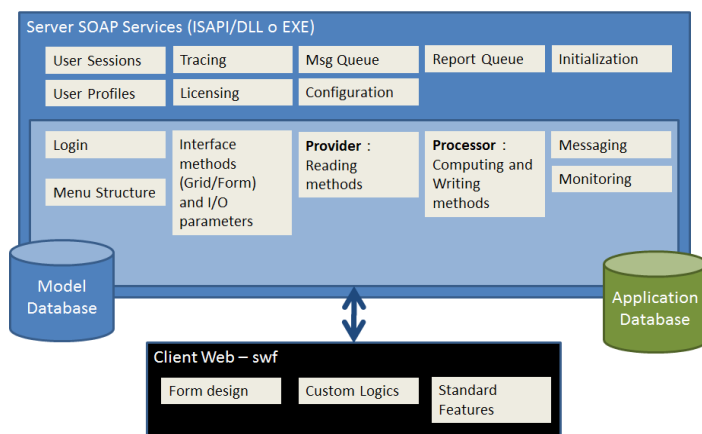 Server SOAP Services (ISAPI/DLL o EXE)
User Sessions
Tracing
Msg Queue
Report Queue
Initialization
User Profiles
Licensing
Configuration
Login
Menu Structure
Interface
methods
(Grid/Form)
and I/O
parameters
Provider :
Reading
methods
Processor :
Computing and
Writing
methods
Messaging
Monitoring
Model
Database
Application
Database
Client Web – swf
Form design
Custom Logics
Standard
Features